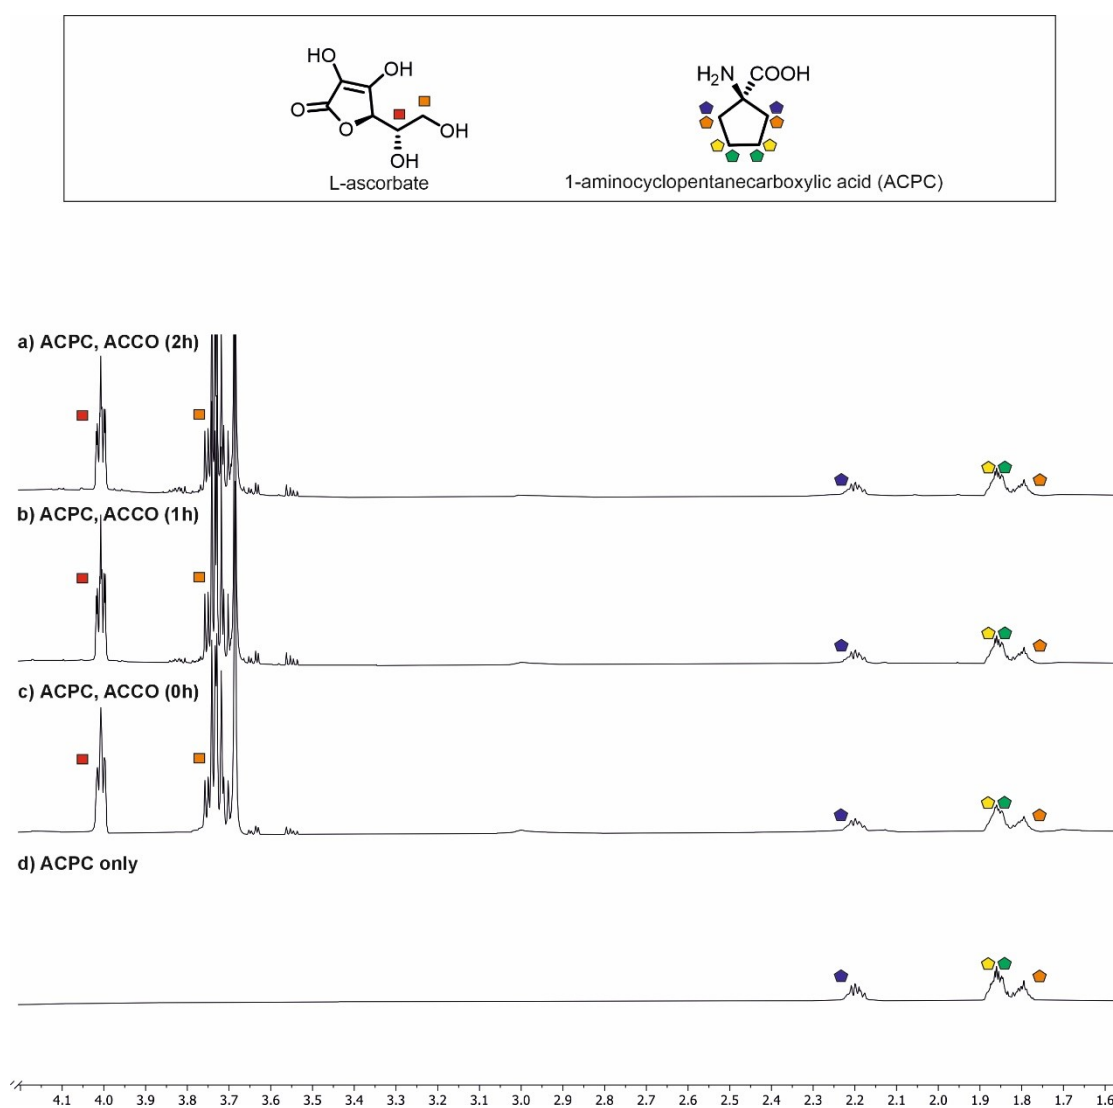 HO
OH
O
O
OH
OH
L-ascorbate
H₂N COOH
1-aminocyclopentanecarboxylic acid (ACPC)
a) ACPC, ACCO (2h)
b) ACPC, ACCO (1h)
c) ACPC, ACCO (0h)
d) ACPC only
4.1 4.0 3.9 3.8 3.7 3.6 3.5 3.4 3.3 3.2 3.1 3.0 2.9 2.8 2.7 2.6 2.5 2.4 2.3 2.2 2.1 2.0 1.9 1.8 1.7 1.6